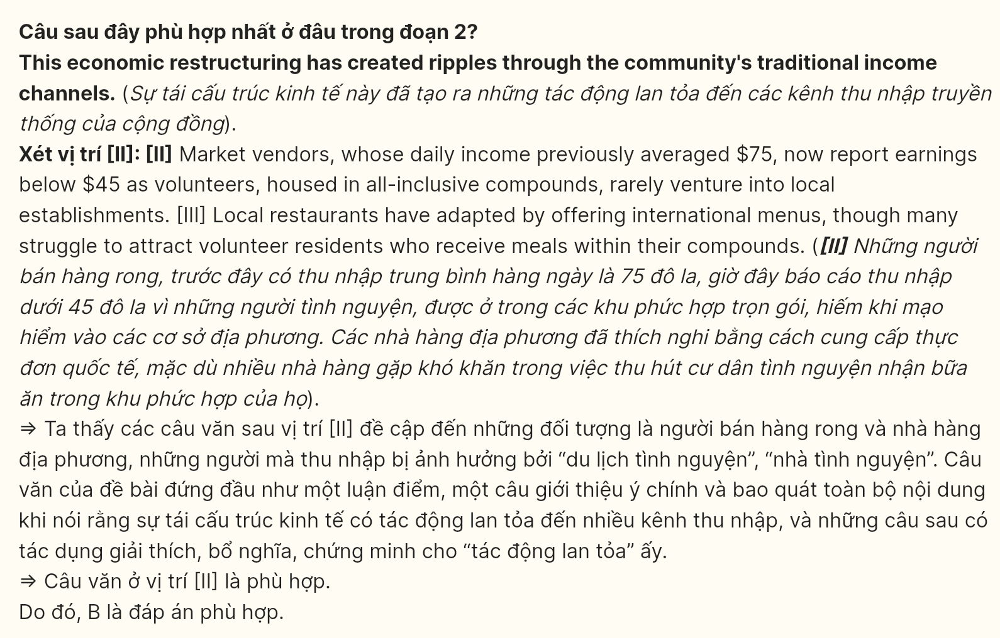 Câu sau đây phù hợp nhất ở đâu trong đoạn 2?
This economic restructuring has created ripples through the community's traditional income
channels. (Sự tái cấu trúc kinh tế này đã tạo ra những tác động lan tỏa đến các kênh thu nhập truyền
thống của cộng đồng).
Xét vị trí [II]: [II] Market vendors, whose daily income previously averaged $75, now report earnings
below $45 as volunteers, housed in all-inclusive compounds, rarely venture into local
establishments. [III] Local restaurants have adapted by offering international menus, though many
struggle to attract volunteer residents who receive meals within their compounds. ([II] Những người
bán hàng rong, trước đây có thu nhập trung bình hàng ngày là 75 đô la, giờ đây báo cáo thu nhập
dưới 45 đô la vì những người tình nguyện, được ở trong các khu phức hợp trọn gói, hiếm khi mạo
hiểm vào các cơ sở địa phương. Các nhà hàng địa phương đã thích nghi bằng cách cung cấp thực
đơn quốc tế, mặc dù nhiều nhà hàng gặp khó khăn trong việc thu hút cư dân tình nguyện nhận bữa
ăn trong khu phức hợp của họ).
⇒ Ta thấy các câu văn sau vị trí [II] đề cập đến những đối tượng là người bán hàng rong và nhà hàng
địa phương, những người mà thu nhập bị ảnh hưởng bởi “du lịch tình nguyện”, “nhà tình nguyện”. Câu
văn của đề bài đứng đầu như một luận điểm, một câu giới thiệu ý chính và bao quát toàn bộ nội dung
khi nói rằng sự tái cấu trúc kinh tế có tác động lan tỏa đến nhiều kênh thu nhập, và những câu sau có
tác dụng giải thích, bổ nghĩa, chứng minh cho “tác động lan tỏa” ấy.
⇒ Câu văn ở vị trí [II] là phù hợp.
Do đó, B là đáp án phù hợp.